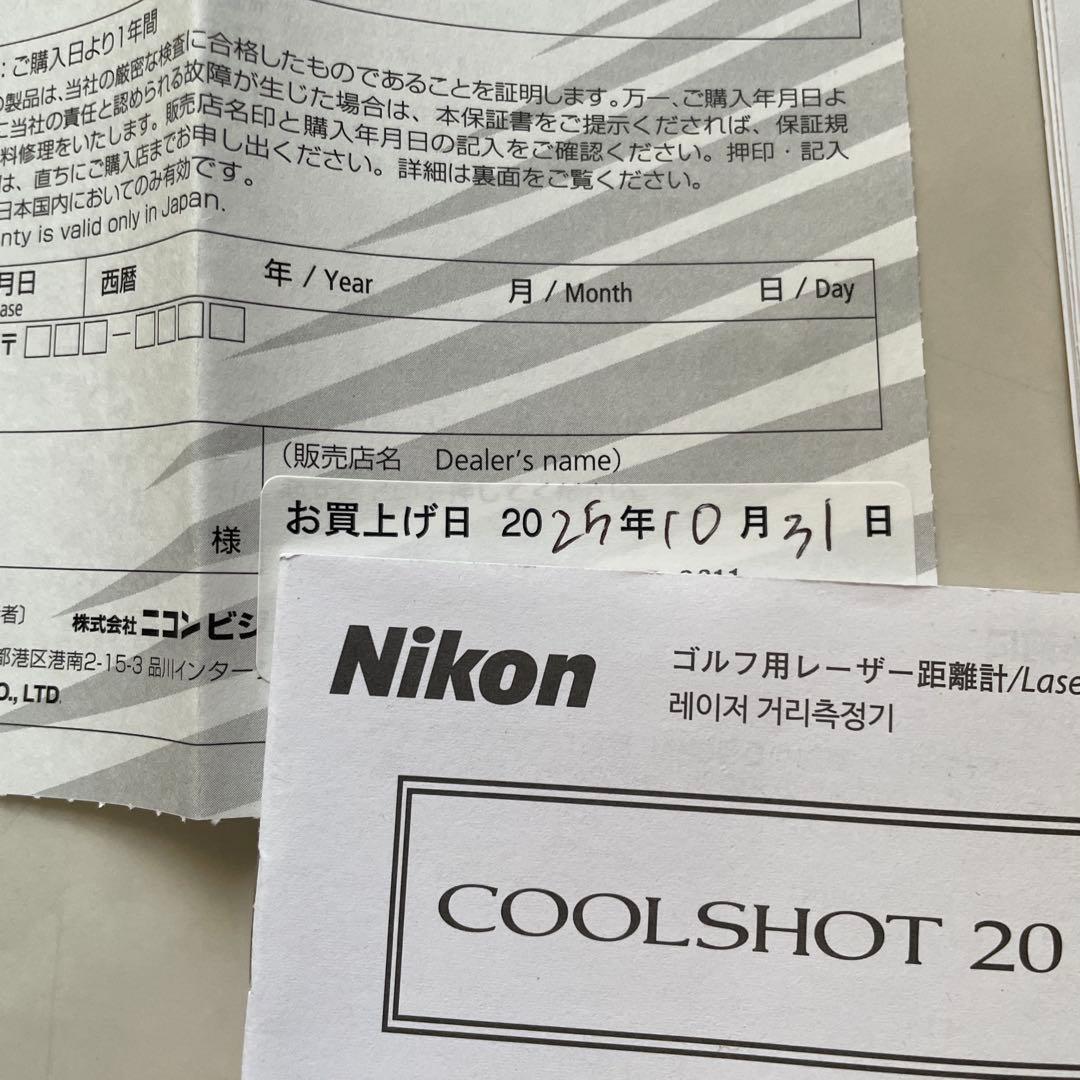 : ご購入日より1年間
製品は、当社の厳密な検査に合格したものであることを証明します。万一、ご購入年月日よ
に当社の責任と認められる故障が生じた場合は、本保証書をご提示くだされば、保証規
料修理をいたします。販売店名印と購入年月日の記入をご確認ください。押印・記入
は、直ちにご購入店までお申し出ください。詳細は裏面をご覧ください。
日本国内においてのみ有効です。
nty is valid only in Japan.
月日 西暦 年 / Year 月 / Month 日 / Day
ase
〒
(販売店名 Dealer's name)
お買上げ日 2025年10月31日
様
者〕 株式会社 ニコン ビジ
都港区港南2-15-3 品川インター
O., LTD.
Nikon
ゴルフ用レーザー距離計/Lase
레이저 거리측정기
COOLSHOT 20